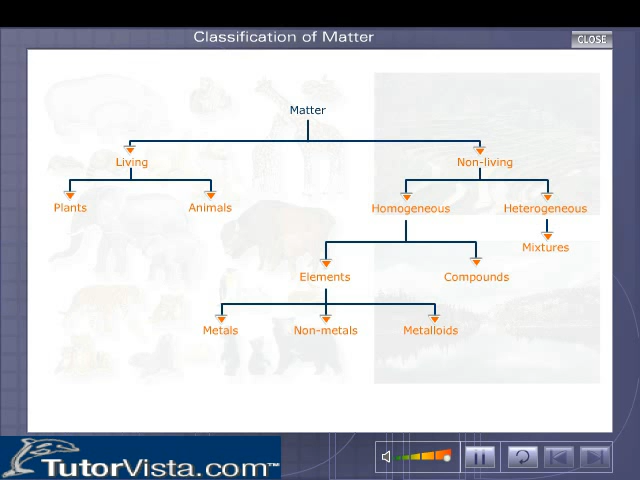 Classification of Matter
CLOSE
Matter
Living
Non-living
Plants
Animals
Homogeneous
Heterogeneous
Mixtures
Elements
Compounds
Metals
Non-metals
Metalloids
TutorVista.com™